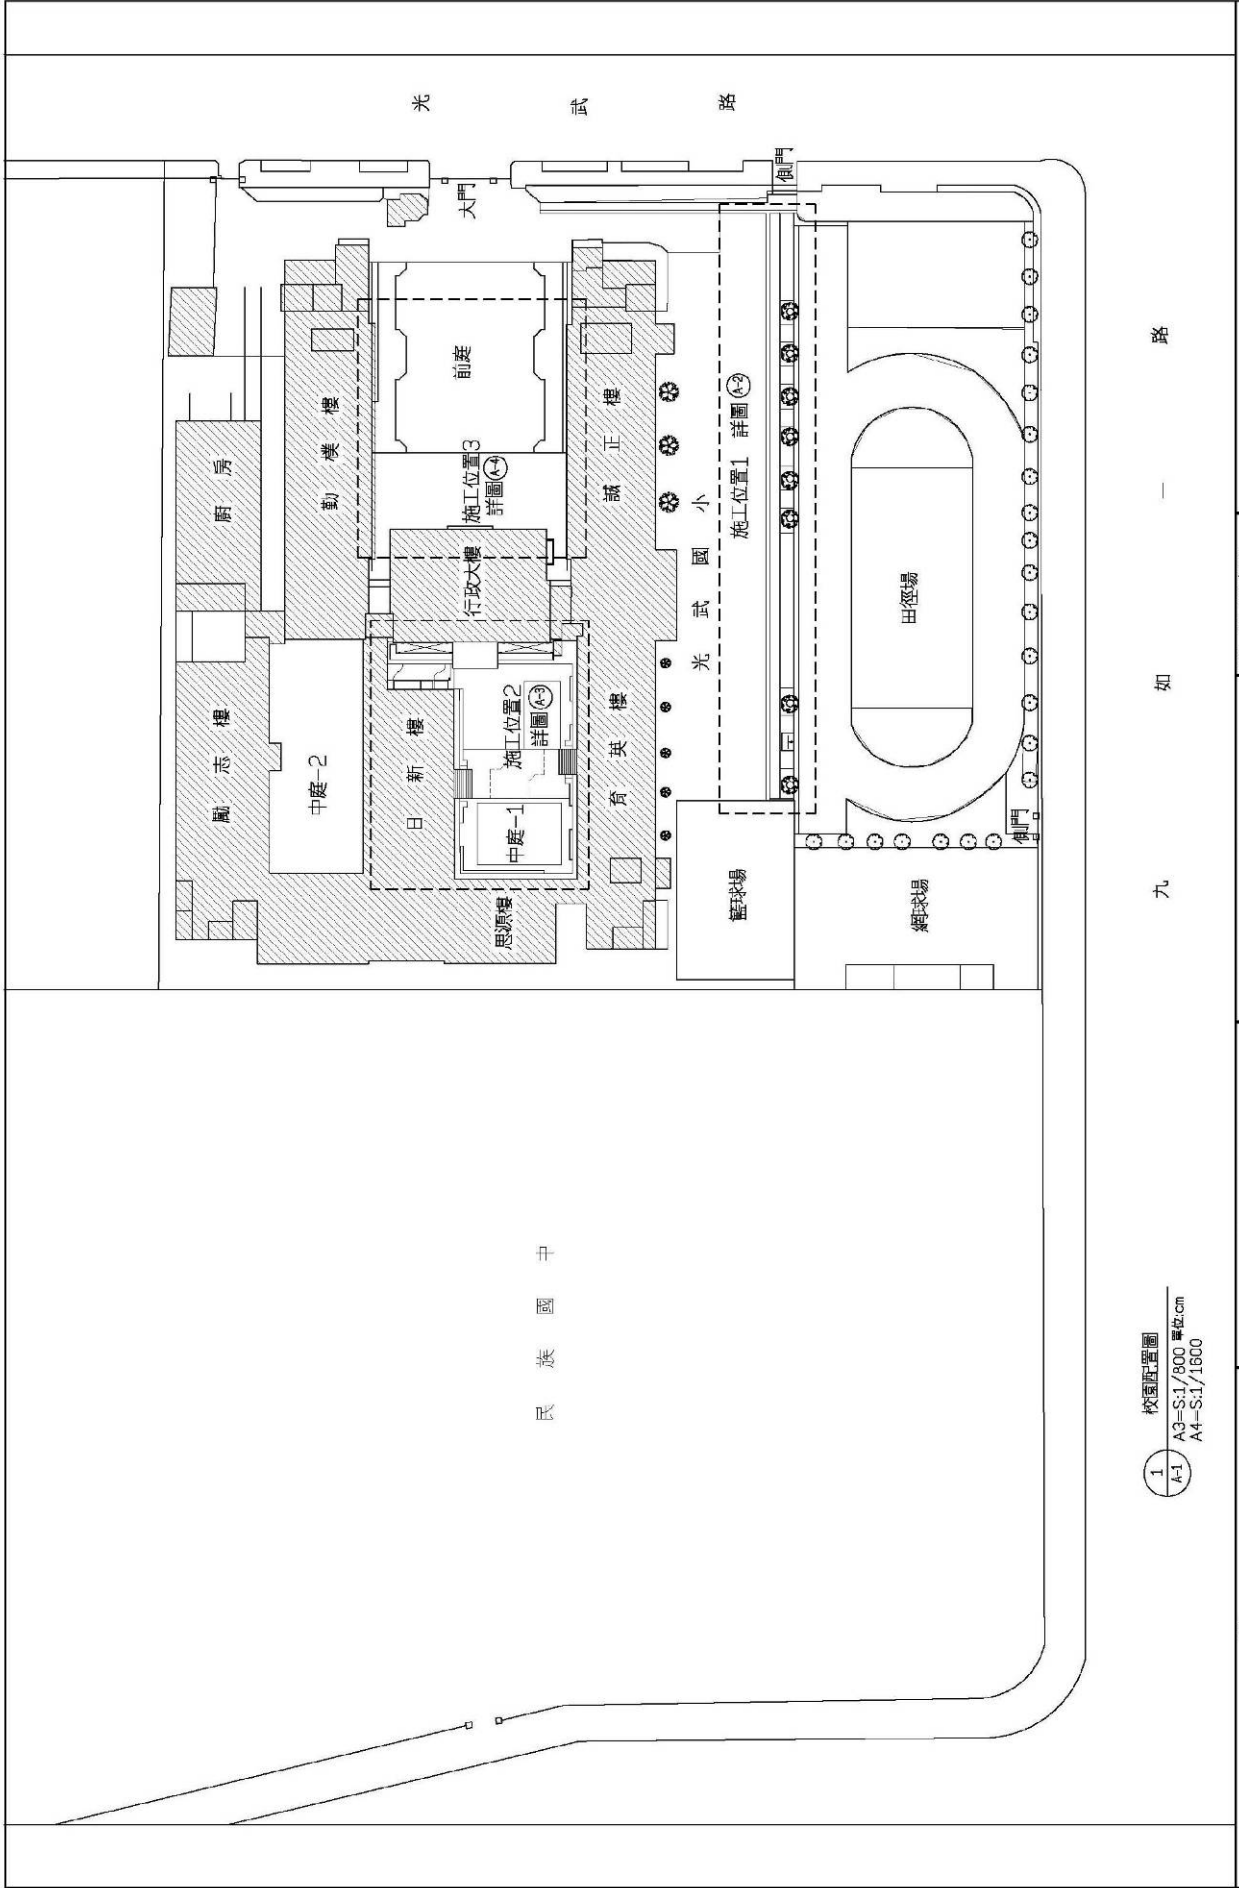 光武路
勵志樓
廚房
中庭-2
勤樸樓
日新樓
前庭
大門
施工位置3
詳圖 A-4
行政大樓
施工位置2
詳圖 A-3
中庭-1
思源樓
民族國中
育英樓
誠正樓
光武國小
施工位置1 詳圖 A-2
側門
籃球場
網球場
田徑場
側門
九如一路
1
A-1
校園配置圖
A3=S:1/800 單位:cm
A4=S:1/1600